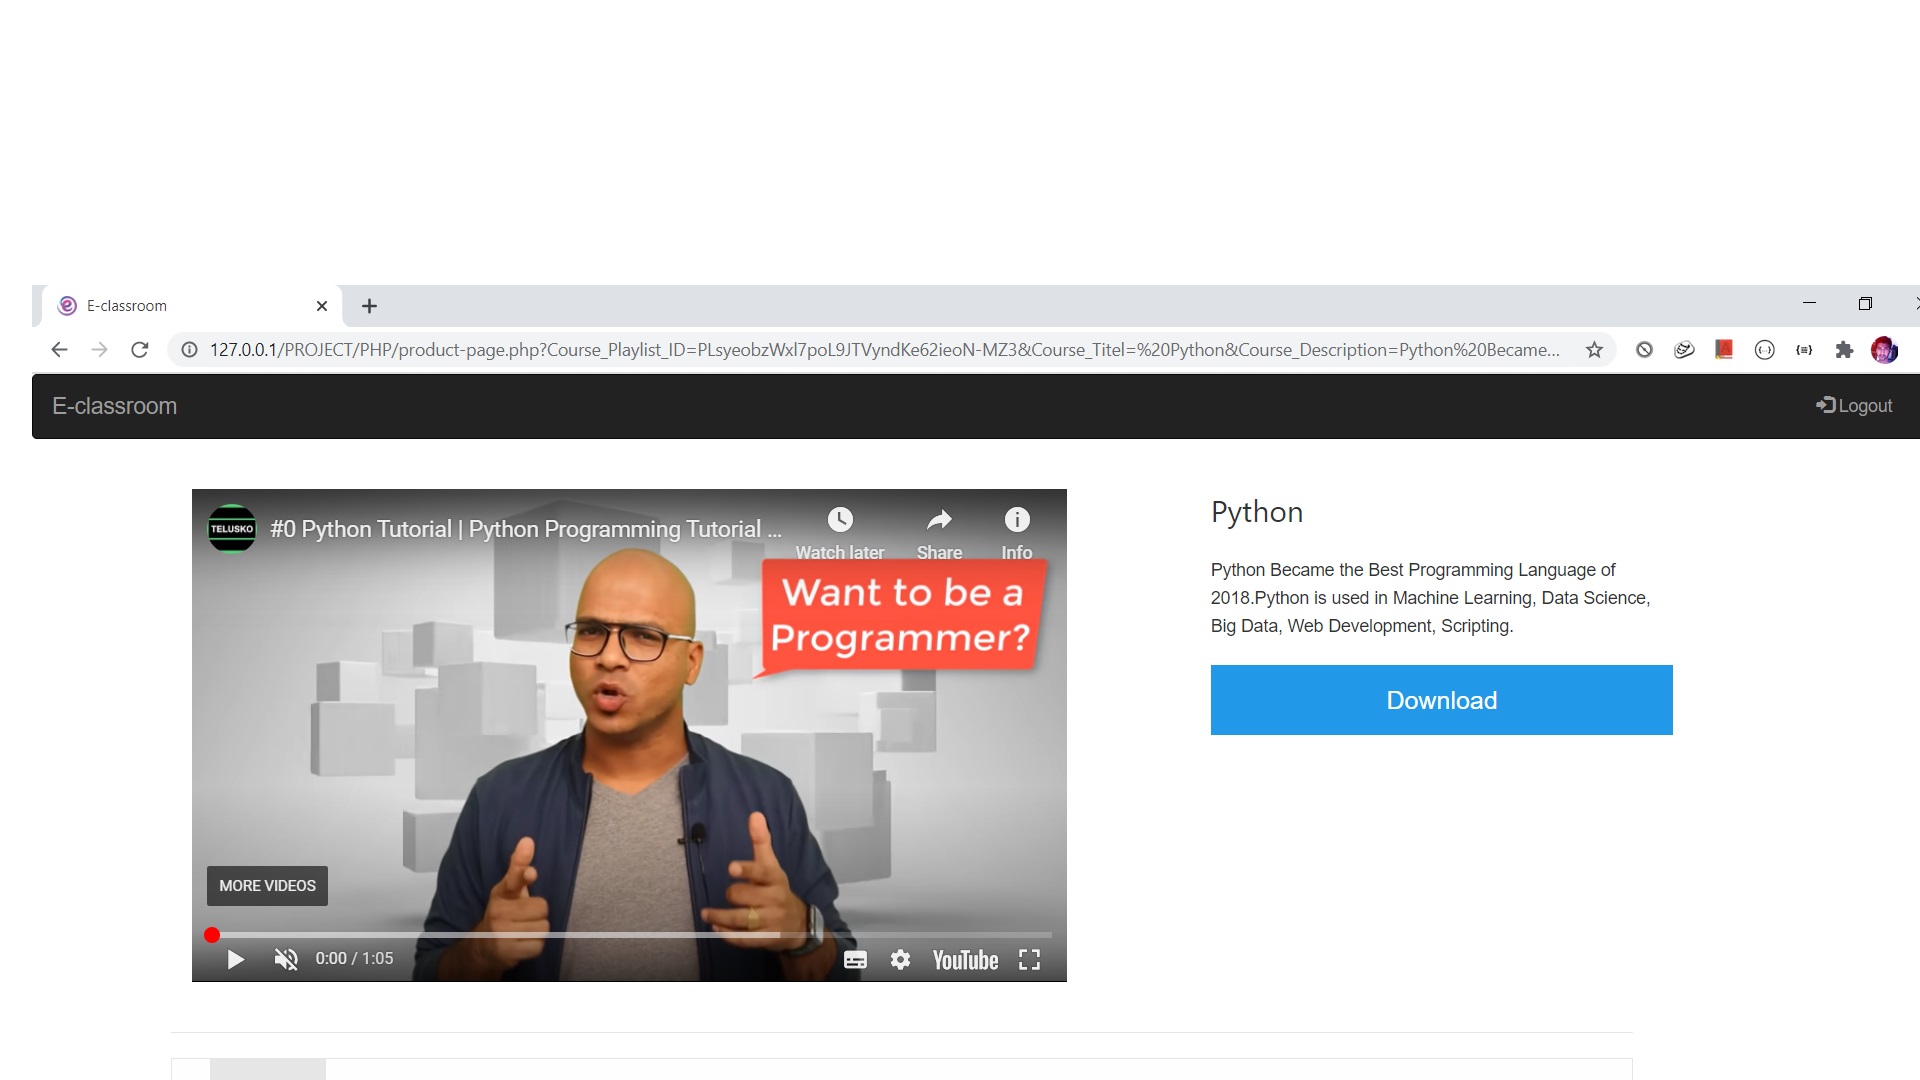 E-classroom
127.0.0.1/PROJECT/PHP/product-page.php?Course_Playlist_ID=PLsyeobzWxl7poL9JTVyndKe62ieoN-MZ3&Course_Titel=%20Python&Course_Description=Python%20Became...
E-classroom
Logout
TELUSKO
#0 Python Tutorial | Python Programming Tutorial ...
Watch later
Share
Info
Want to be a
Programmer?
MORE VIDEOS
0:00 / 1:05
YouTube
Python
Python Became the Best Programming Language of
2018.Python is used in Machine Learning, Data Science,
Big Data, Web Development, Scripting.
Download